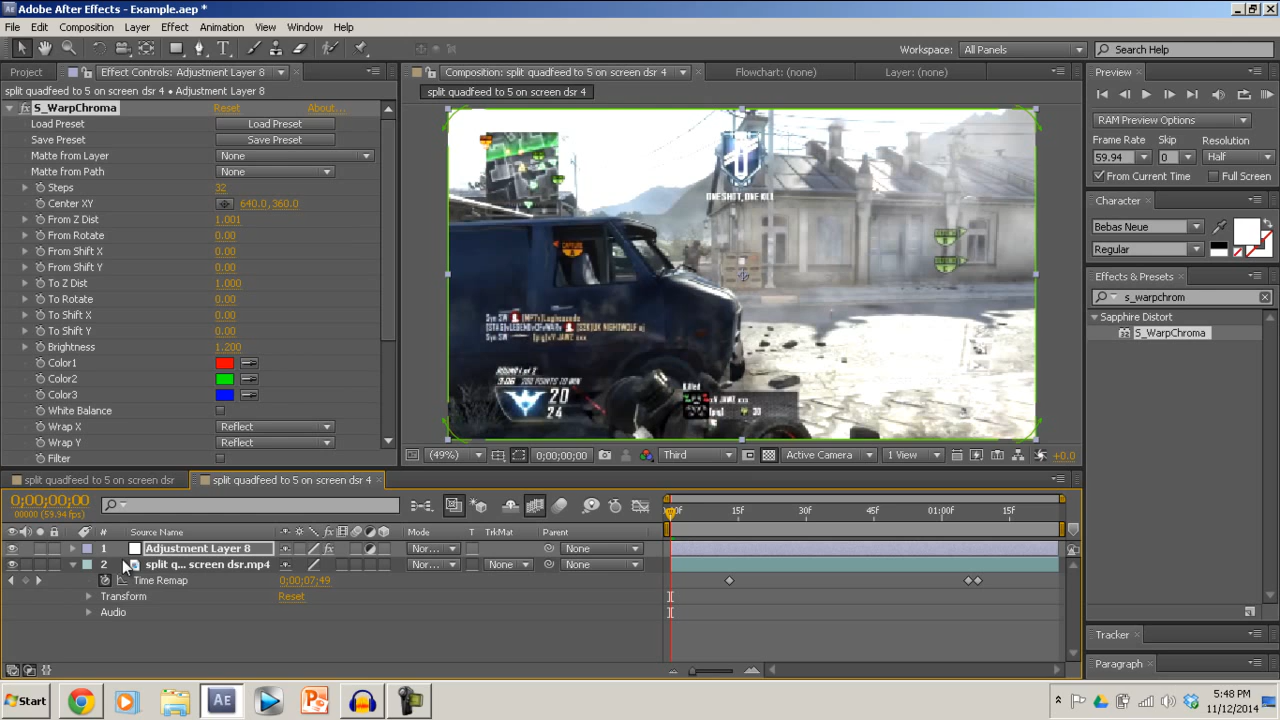 Adobe After Effects - Example.aep *
File Edit Composition Layer Effect Animation View Window Help
Workspace: All Panels Search Help
Project Effect Controls: Adjustment Layer 8 Composition: split quadfeed to 5 on screen dsr 4 Flowchart: (none) Layer: (none) Preview
split quadfeed to 5 on screen dsr 4 • Adjustment Layer 8
split quadfeed to 5 on screen dsr 4
S_WarpChroma Reset About...
Load Preset Load Preset
Save Preset Save Preset
Matte from Layer None
Matte from Path None
Steps 32
Center XY 640.0,360.0
From Z Dist 1.001
From Rotate 0.00
From Shift X 0.00
From Shift Y 0.00
To Z Dist 1.000
To Rotate 0.00
To Shift X 0.00
To Shift Y 0.00
Brightness 1.200
Color1
Color2
Color3
White Balance
Wrap X Reflect
Wrap Y Reflect
Filter
ONE SHOT, ONE KILL
CAPTURE
3:06 100 POINTS TO WIN
20
24
Killed
RAM Preview Options
Frame Rate Skip Resolution
59.94 0 Half
From Current Time Full Screen
Character
Bebas Neue
Regular
Effects & Presets
s_warpchrom
Sapphire Distort
S_WarpChroma
Tracker
Paragraph
(49%) 0;00;00;00 Third Active Camera 1 View +0.0
split quadfeed to 5 on screen dsr split quadfeed to 5 on screen dsr 4
0;00;00;00
00000 (59.94 fps)
00F 15F 30F 45F 01:00F 15F
# Source Name Mode T TrkMat Parent
1 Adjustment Layer 8 Nor... None
2 split q... screen dsr.mp4 Nor... None None
Time Remap 0;00;07;49
Transform Reset
Audio
Start
AE
5:48 PM
11/12/2014